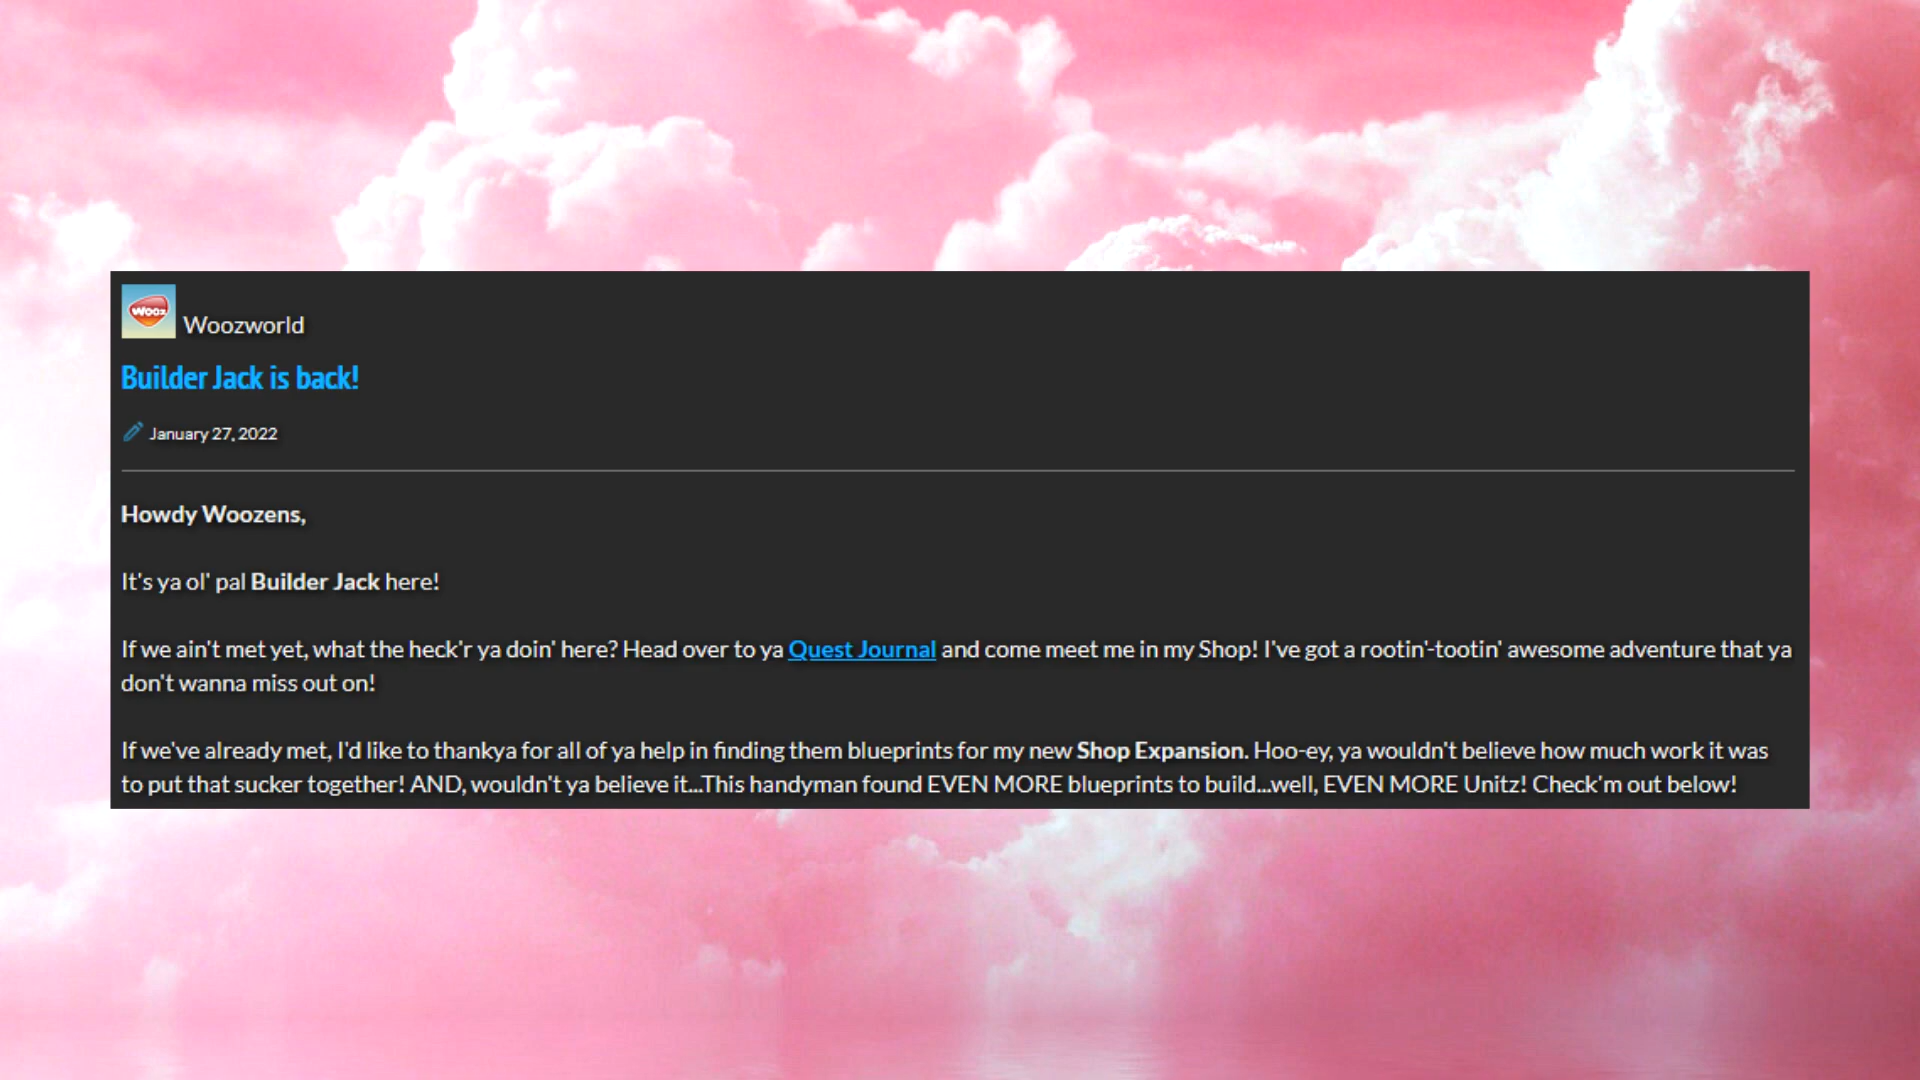 Wooz
Woozworld
Builder Jack is back!
January 27, 2022
Howdy Woozens,
It's ya ol' pal Builder Jack here!
If we ain't met yet, what the heck'r ya doin' here? Head over to ya Quest Journal and come meet me in my Shop! I've got a rootin'-tootin' awesome adventure that ya
don't wanna miss out on!
If we've already met, I'd like to thankya for all of ya help in finding them blueprints for my new Shop Expansion. Hoo-ey, ya wouldn't believe how much work it was
to put that sucker together! AND, wouldn't ya believe it...This handyman found EVEN MORE blueprints to build...well, EVEN MORE Unitz! Check'm out below!